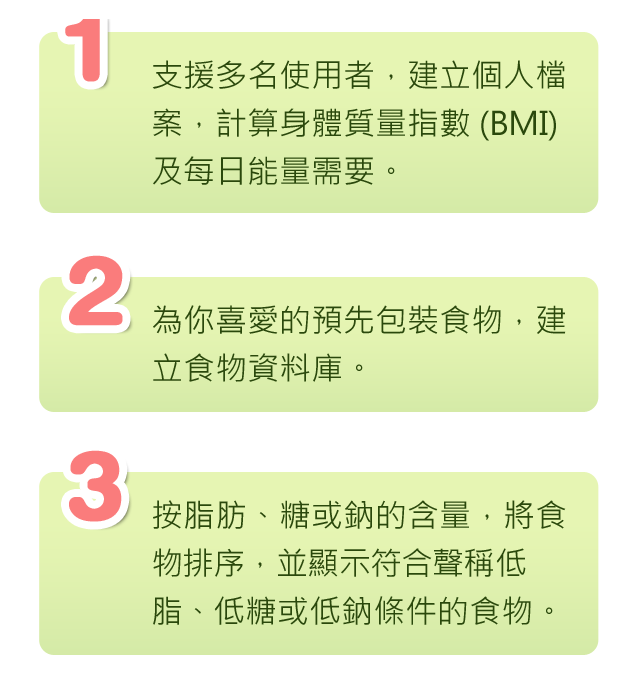 1
支援多名使用者，建立個人檔
案，計算身體質量指數 (BMI)
及每日能量需要。
2
為你喜愛的預先包裝食物，建
立食物資料庫。
3
按脂肪、糖或鈉的含量，將食
物排序，並顯示符合聲稱低
脂、低糖或低鈉條件的食物。